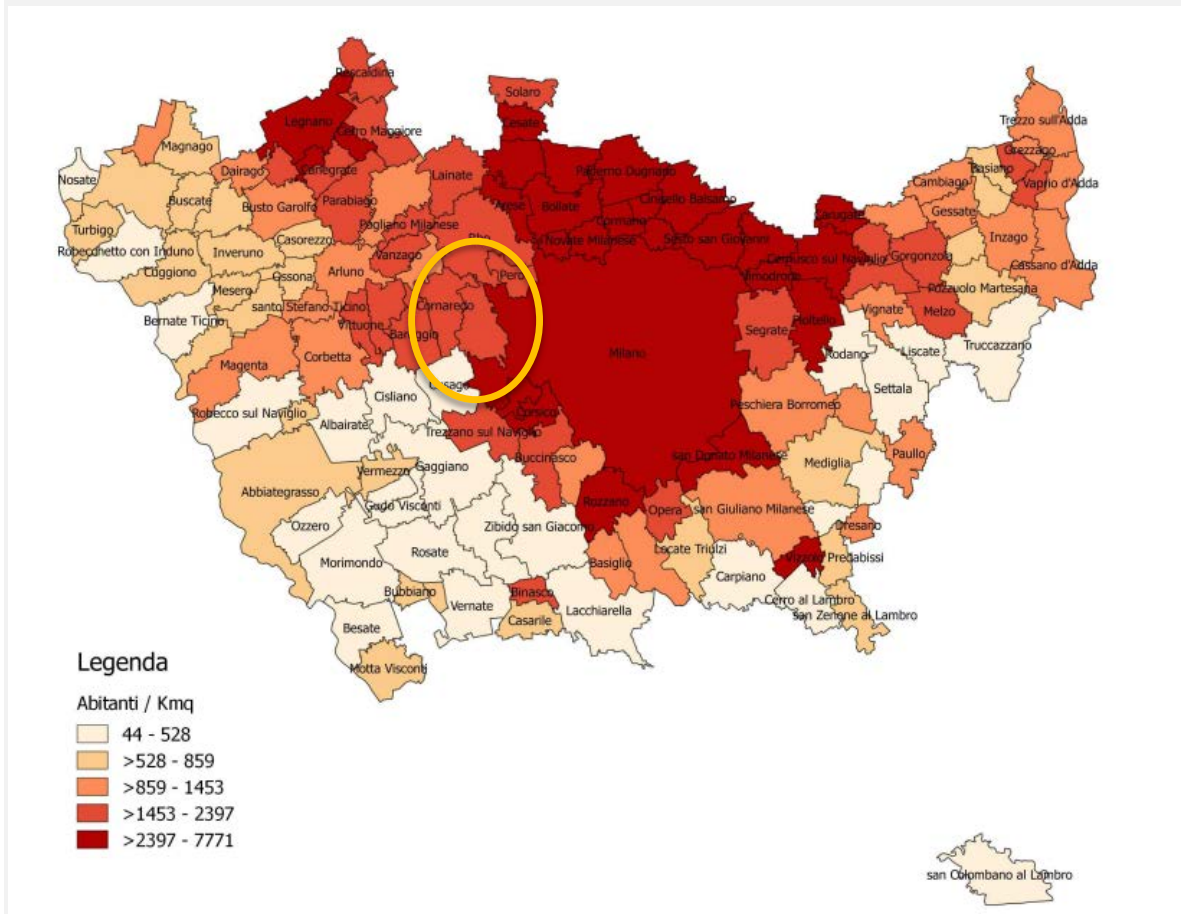 Rescaldina
Solaro
Legnano
Cesate
Trezzo sull'Adda
Cerro Maggiore
Magnago
Grezzago
Paderno Dugnano
Basiano
Nosate
Dairago
Canegrate
Lainate
Cambiago
Vaprio d'Adda
Buscate
Parabiago
Arese
Bollate
Cinisello Balsamo
Busto Garolfo
Carugate
Gessate
Turbigo
Pogliano Milanese
Cormano
Casorezzo
Rho
Novate Milanese
Sesto san Giovanni
Inzago
Robecchetto con Induno
Inveruno
Vanzago
Cernusco sul Naviglio
Gorgonzola
Cuggiono
Ossona
Arluno
Pero
Vimodrone
Cassano d'Adda
Mesero
Pozzuolo Martesana
santo Stefano Ticino
Cornaredo
Bernate Ticino
Vittuone
Pioltello
Vignate
Melzo
Bareggio
Segrate
Truccazzano
Corbetta
Milano
Rodano
Liscate
Magenta
Cusago
Settala
Cisliano
Robecco sul Naviglio
Corsico
Peschiera Borromeo
Albairate
Trezzano sul Naviglio
Buccinasco
san Donato Milanese
Paullo
Gaggiano
Mediglia
Vermezzo
Abbiategrasso
Gudo Visconti
Rozzano
Opera
san Giuliano Milanese
Ozzero
Zibido san Giacomo
Dresano
Rosate
Locate Triulzi
Morimondo
Basiglio
Vizzolo Predabissi
Carpiano
Bubbiano
Binasco
Cerro al Lambro
Vernate
Lacchiarella
san Zenone al Lambro
Besate
Casarile
Motta Visconti
Legenda
Abitanti / Kmq
44 - 528
>528 - 859
>859 - 1453
>1453 - 2397
>2397 - 7771
san Colombano al Lambro